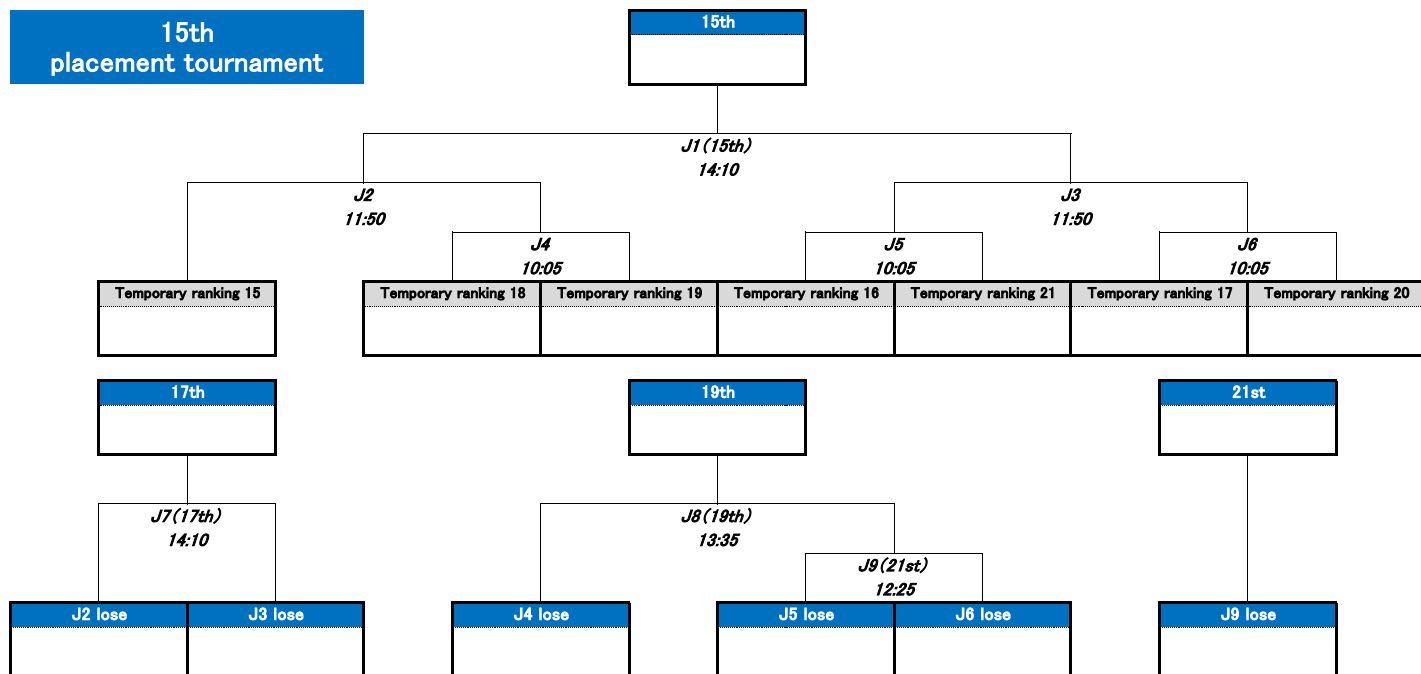 15th
placement tournament
15th
J1(15th)
14:10
J2
11:50
J3
11:50
J4
10:05
J5
10:05
J6
10:05
Temporary ranking 15
Temporary ranking 18
Temporary ranking 19
Temporary ranking 16
Temporary ranking 21
Temporary ranking 17
Temporary ranking 20
17th
19th
21st
J7(17th)
14:10
J8(19th)
13:35
J9(21st)
12:25
J2 lose
J3 lose
J4 lose
J5 lose
J6 lose
J9 lose